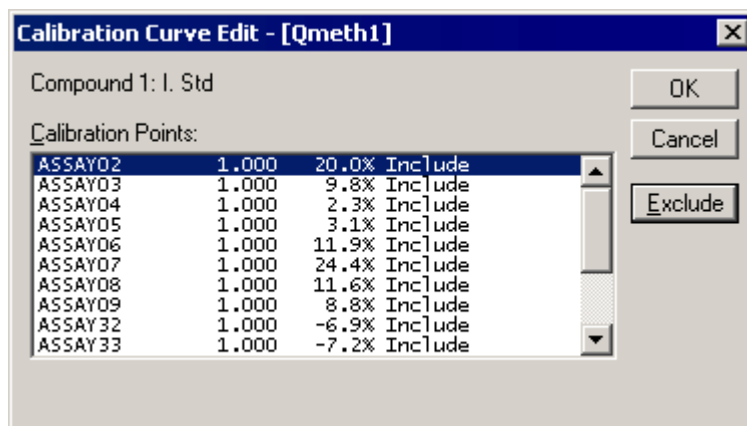 Calibration Curve Edit - [Qmeth1]
Compound 1: I. Std
OK
Calibration Points:
Cancel
ASSAY02 1.000 20.0% Include
ASSAY03 1.000 9.8% Include
Exclude
ASSAY04 1.000 2.3% Include
ASSAY05 1.000 3.1% Include
ASSAY06 1.000 11.9% Include
ASSAY07 1.000 24.4% Include
ASSAY08 1.000 11.6% Include
ASSAY09 1.000 8.8% Include
ASSAY32 1.000 -6.9% Include
ASSAY33 1.000 -7.2% Include